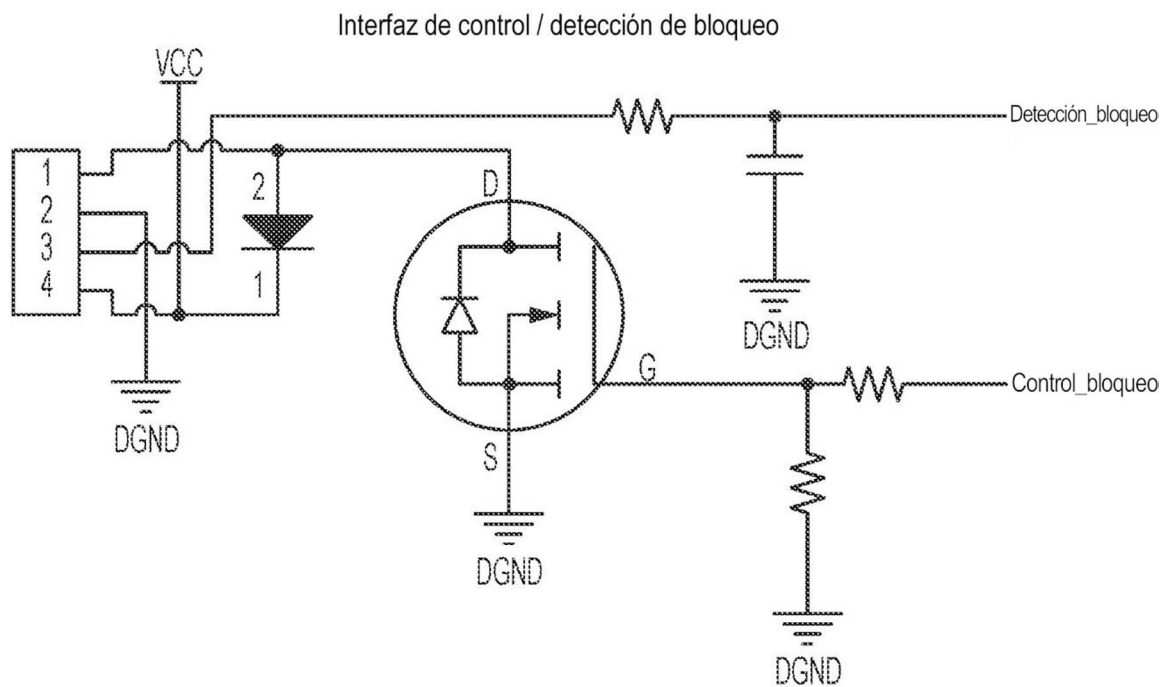 Interfaz de control / detección de bloqueo
VCC
Detección_bloqueo
1
2
3
4
2
1
D
G
S
DGND
DGND
Control_bloqueo
DGND
DGND